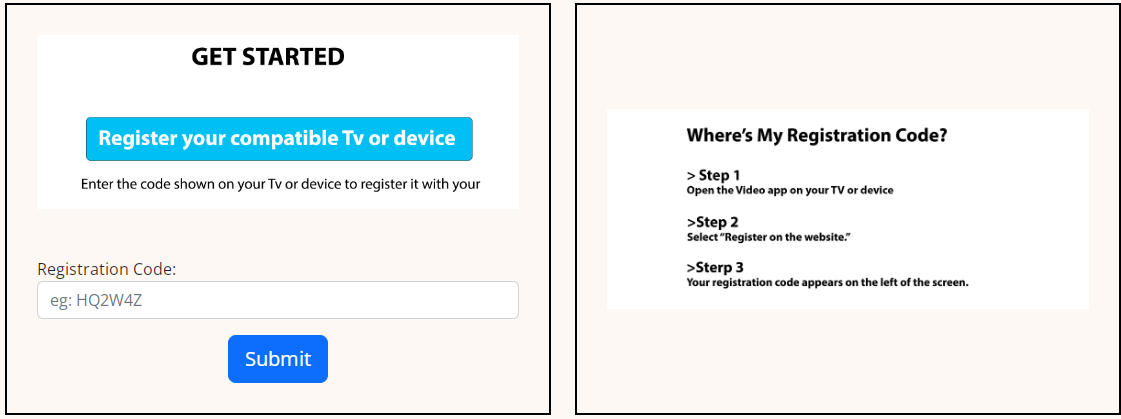 GET STARTED
Register your compatible Tv or device
Enter the code shown on your Tv or device to register it with your
Registration Code:
eg: HQ2W4Z
Submit
Where's My Registration Code?
> Step 1
Open the Video app on your TV or device
>Step 2
Select "Register on the website."
>Sterp 3
Your registration code appears on the left of the screen.